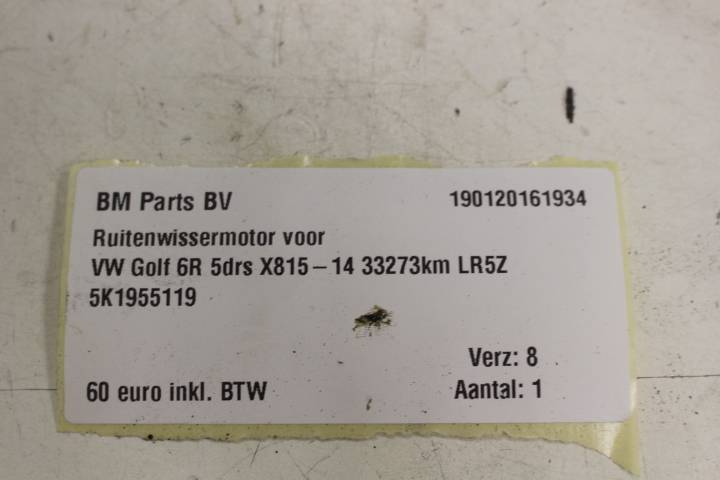 BM Parts BV 190120161934
Ruitenwissermotor voor
VW Golf 6R 5drs X815-14 33273km LR5Z
5K1955119
Verz: 8
60 euro inkl. BTW Aantal: 1